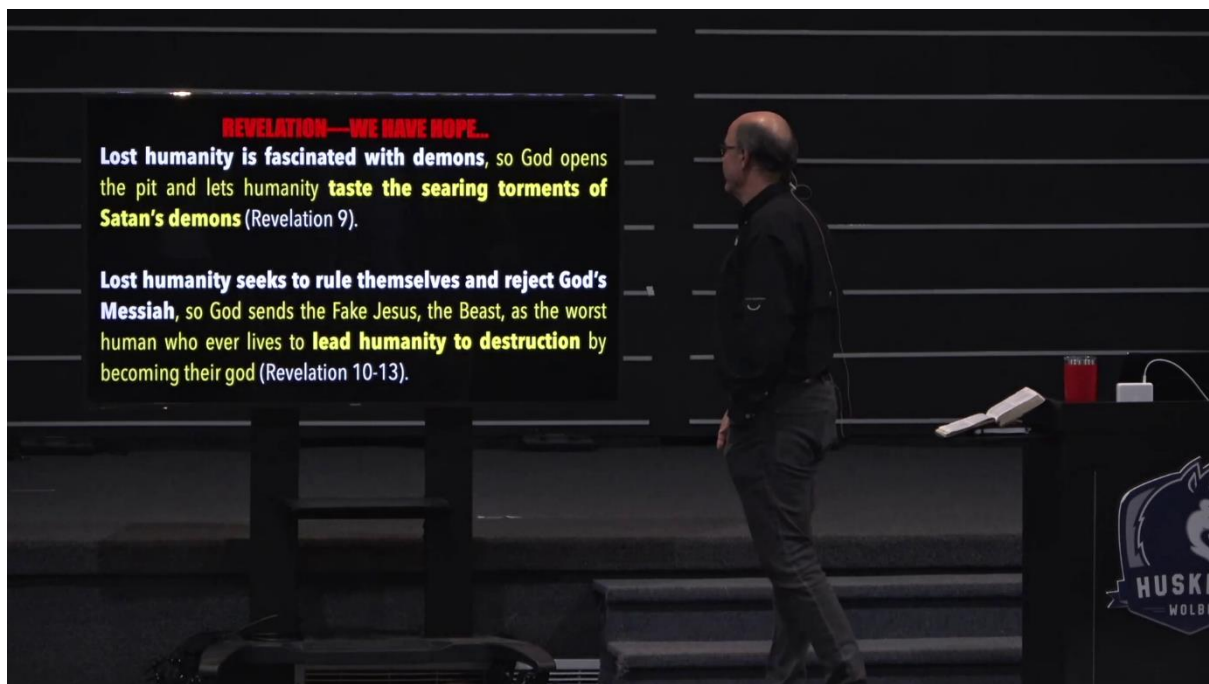 REVELATION—WE HAVE HOPE...
Lost humanity is fascinated with demons, so God opens
the pit and lets humanity taste the searing torments of
Satan's demons (Revelation 9).
Lost humanity seeks to rule themselves and reject God's
Messiah, so God sends the Fake Jesus, the Beast, as the worst
human who ever lives to lead humanity to destruction by
becoming their god (Revelation 10-13).